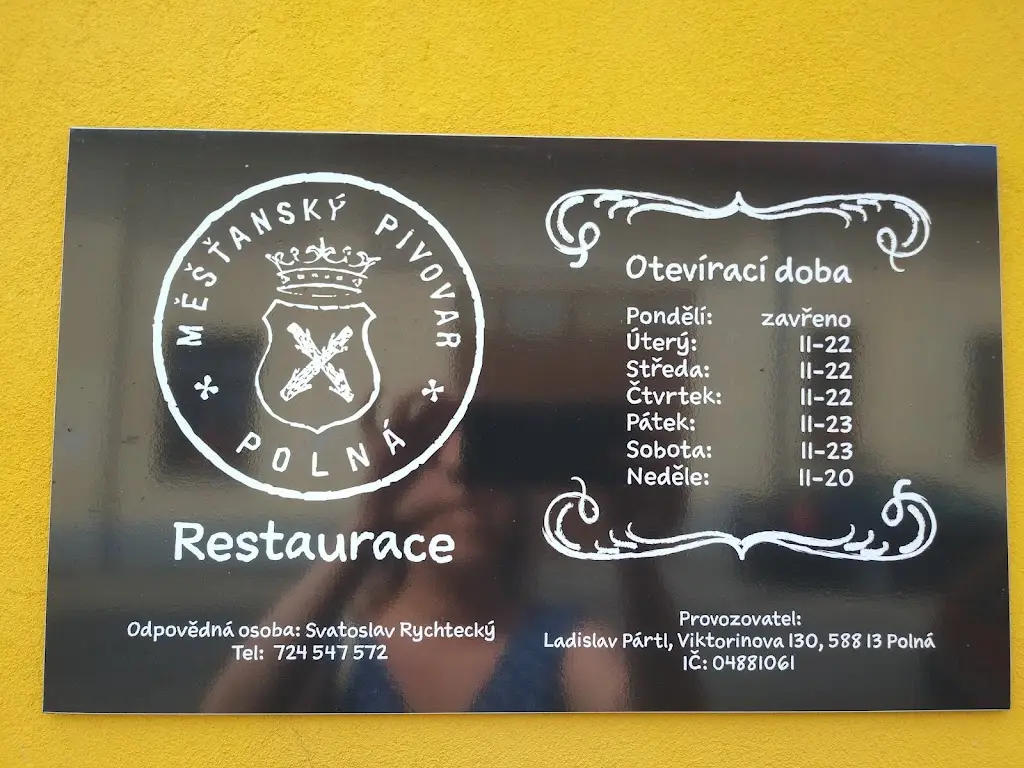 MĚŠŤANSKÝ PIVOVAR
* POLNÁ *
Restaurace
Odpovědná osoba: Svatoslav Rychtecký
Tel: 724 547 572
Otevírací doba
Pondělí: zavřeno
Úterý: 11-22
Středa: 11-22
Čtvrtek: 11-22
Pátek: 11-23
Sobota: 11-23
Neděle: 11-20
Provozovatel:
Ladislav Pártl, Viktorinova 130, 588 13 Polná
IČ: 04881061